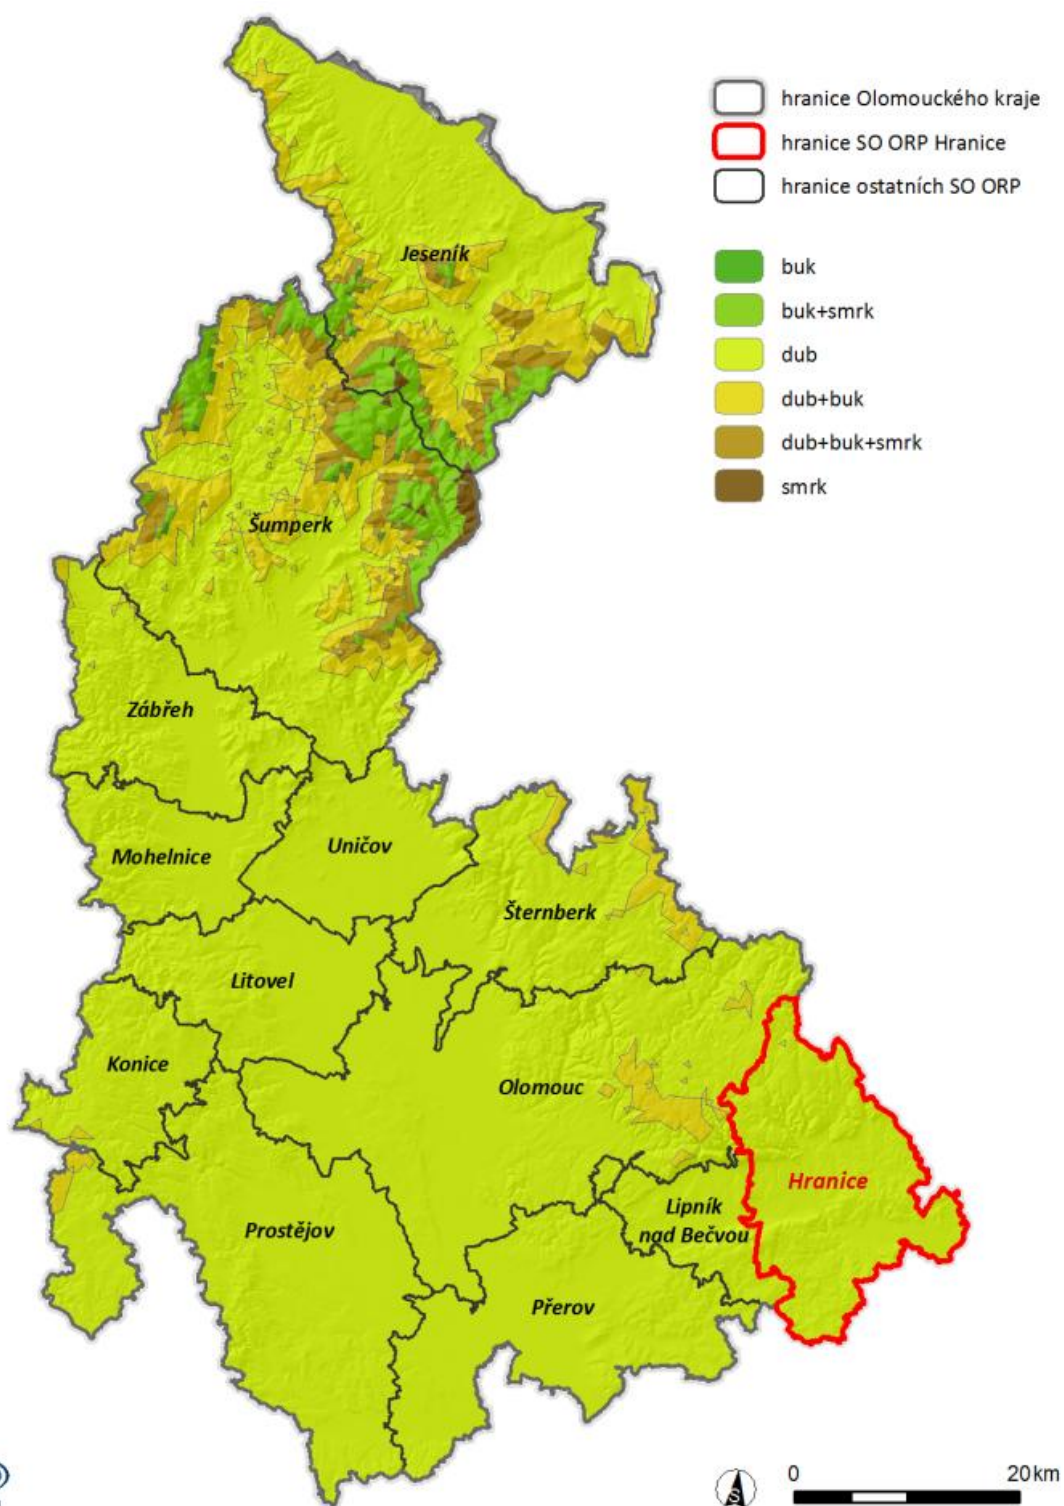 hranice Olomouckého kraje
hranice SO ORP Hranice
hranice ostatních SO ORP
buk
buk+smrk
dub
dub+buk
dub+buk+smrk
smrk
Jeseník
Šumperk
Zábřeh
Mohelnice
Uničov
Šternberk
Litovel
Konice
Olomouc
Hranice
Lipník
nad Bečvou
Prostějov
Přerov
S
0 20 km